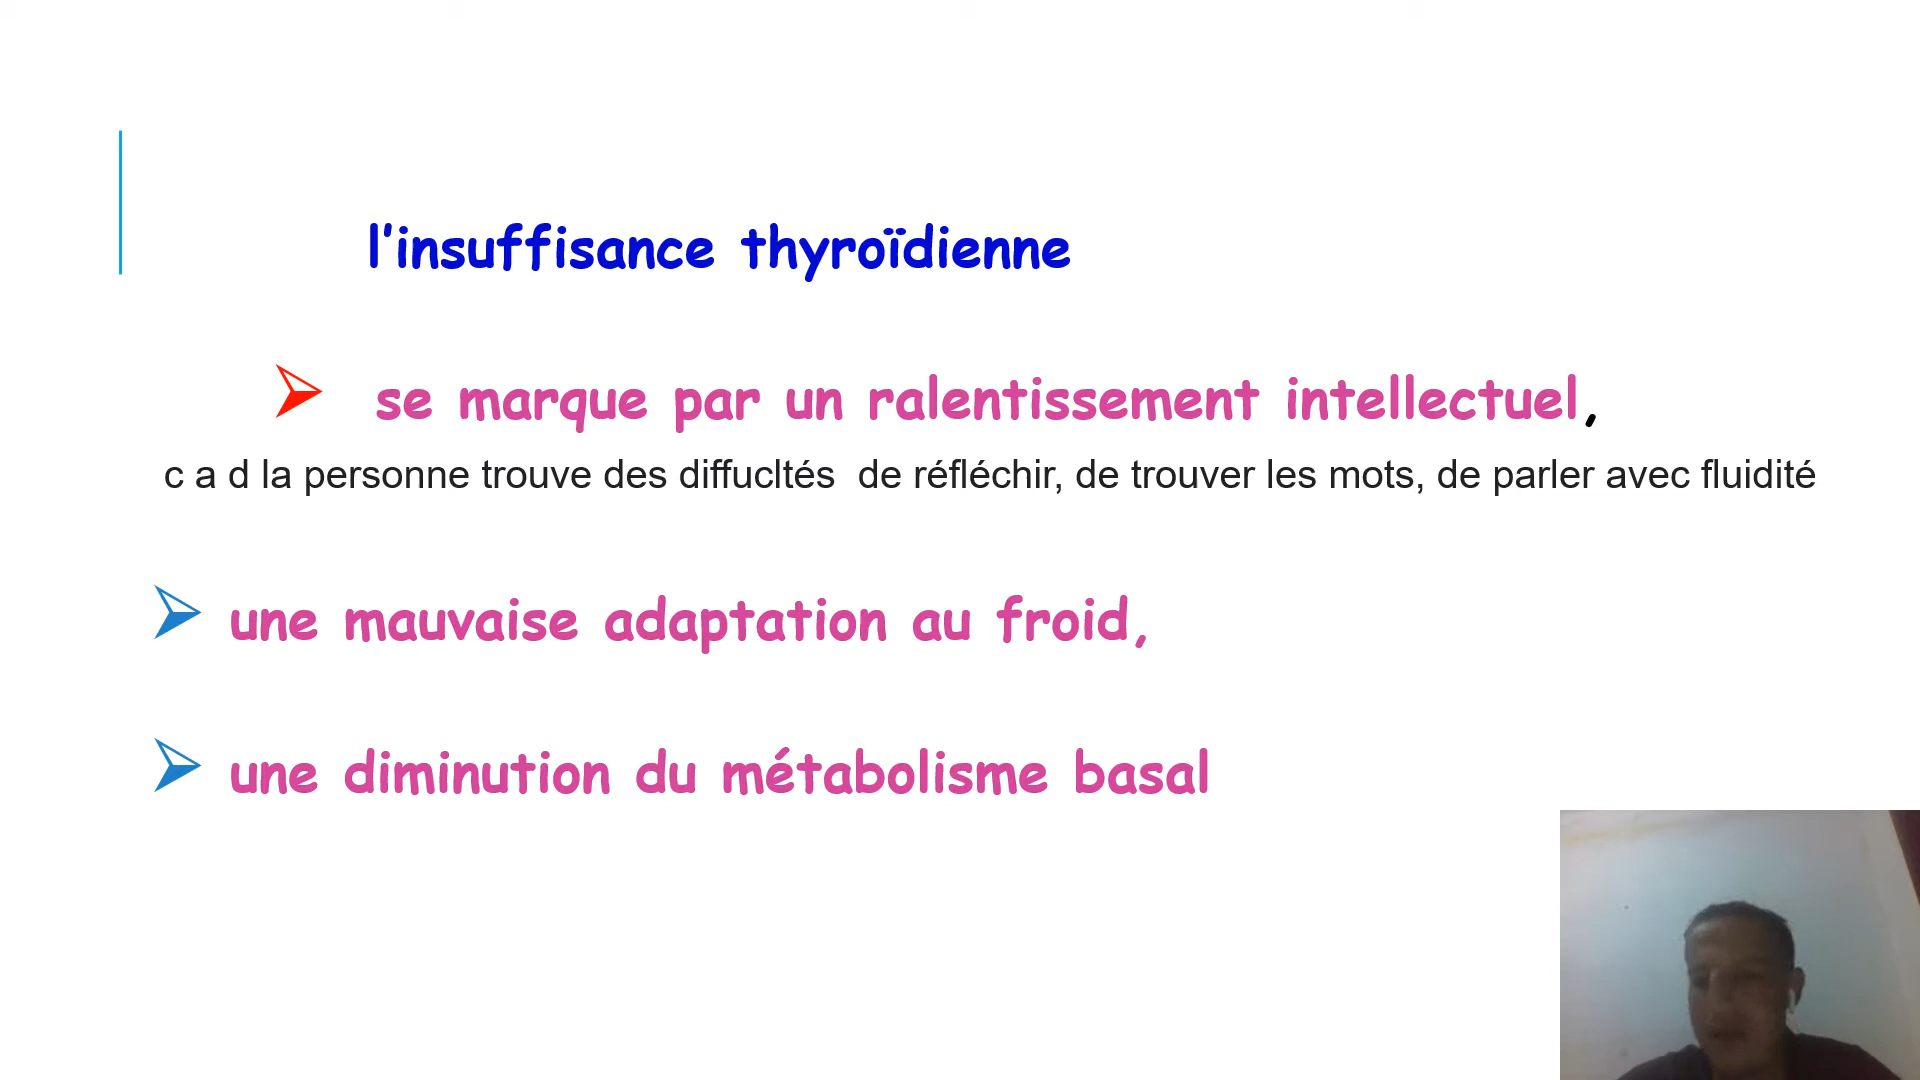 l’insuffisance thyroïdienne
se marque par un ralentissement intellectuel,
c a d la personne trouve des diffucltés de réfléchir, de trouver les mots, de parler avec fluidité
une mauvaise adaptation au froid,
une diminution du métabolisme basal